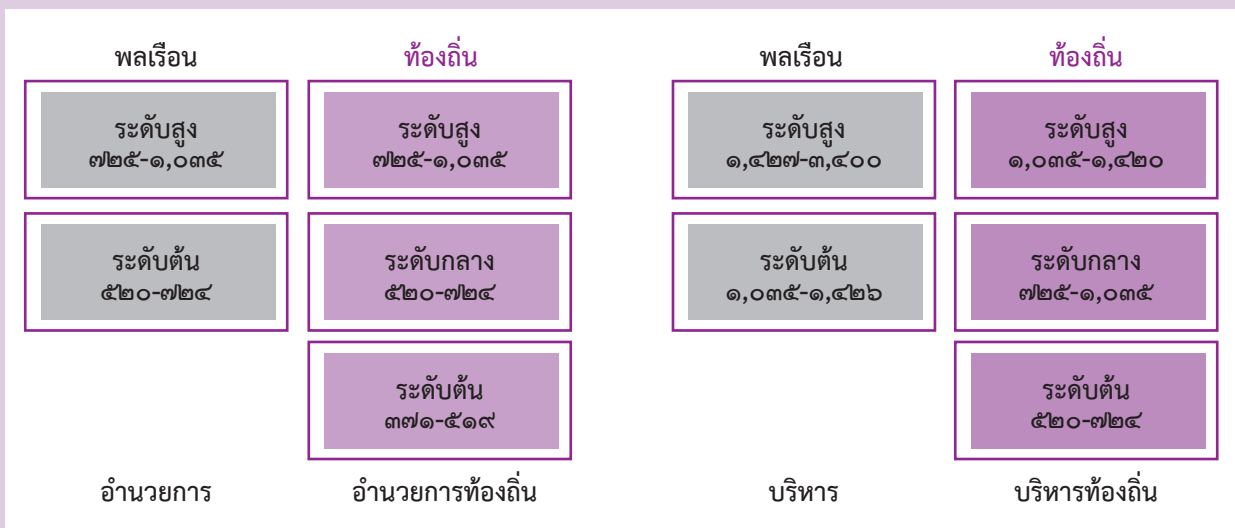 พลเรือน
ระดับสูง
๗๒๕-๑,๐๓๕
ระดับต้น
๕๒๐-๗๒๔
อำนวยการ
ท้องถิ่น
ระดับสูง
๗๒๕-๑,๐๓๕
ระดับกลาง
๕๒๐-๗๒๔
ระดับต้น
๓๗๑-๕๑๙
อำนวยการท้องถิ่น
พลเรือน
ระดับสูง
๑,๔๒๗-๓,๔๐๐
ระดับต้น
๑,๐๓๕-๑,๔๒๖
บริหาร
ท้องถิ่น
ระดับสูง
๑,๐๓๕-๑,๔๒๐
ระดับกลาง
๗๒๕-๑,๐๓๕
ระดับต้น
๕๒๐-๗๒๔
บริหารท้องถิ่น